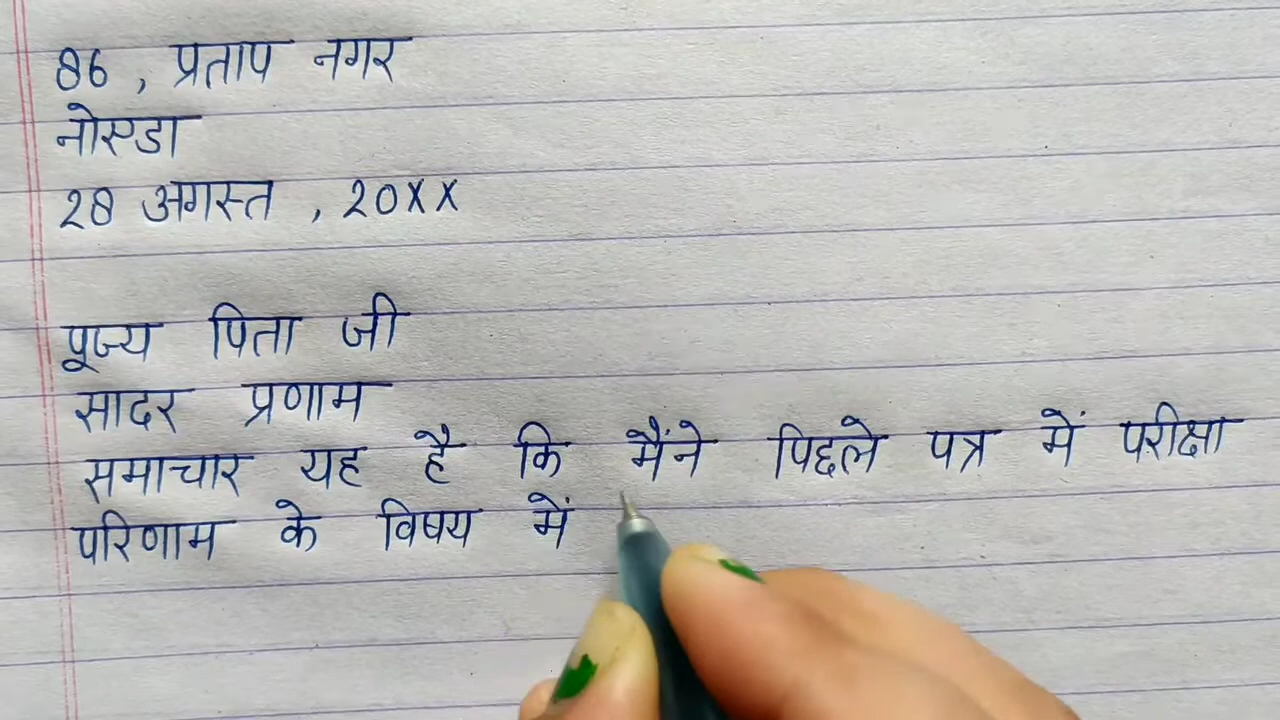 86 , प्रताप नगर
नोएडा
28 अगस्त , 20XX
पूज्य पिता जी
सादर प्रणाम
समाचार यह है कि मैंने पिछले पत्र में परीक्षा
परिणाम के विषय में